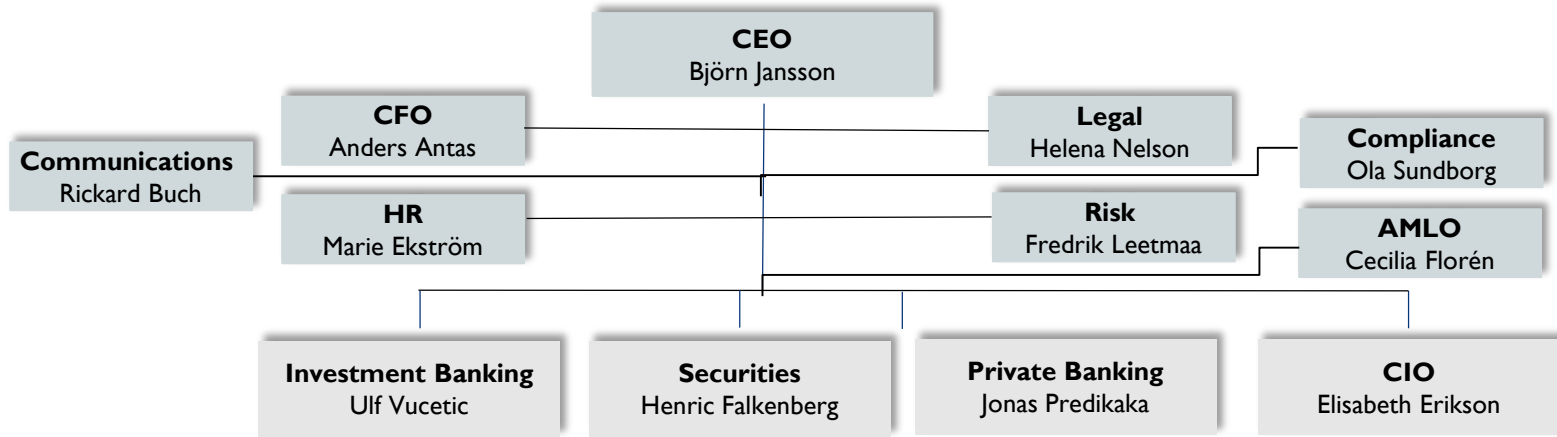 CEO
Björn Jansson
CFO
Anders Antas
Legal
Helena Nelson
Compliance
Ola Sundborg
Communications
Rickard Buch
HR
Marie Ekström
Risk
Fredrik Leetmaa
AMLO
Cecilia Florén
Investment Banking
Ulf Vucetic
Securities
Henric Falkenberg
Private Banking
Jonas Predikaka
CIO
Elisabeth Erikson